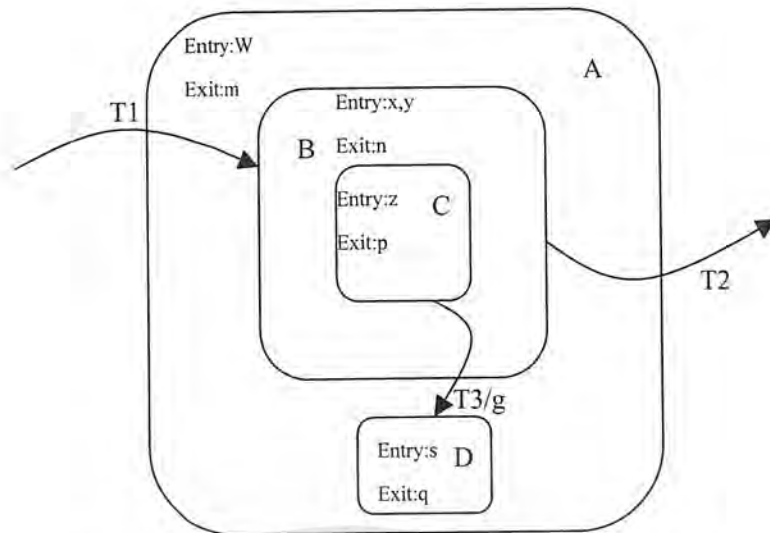 Entry:W
A
Exit:m
T1
Entry:x,y
B
Exit:n
Entry:z
C
Exit:p
T2
T3/g
Entry:s
D
Exit:q